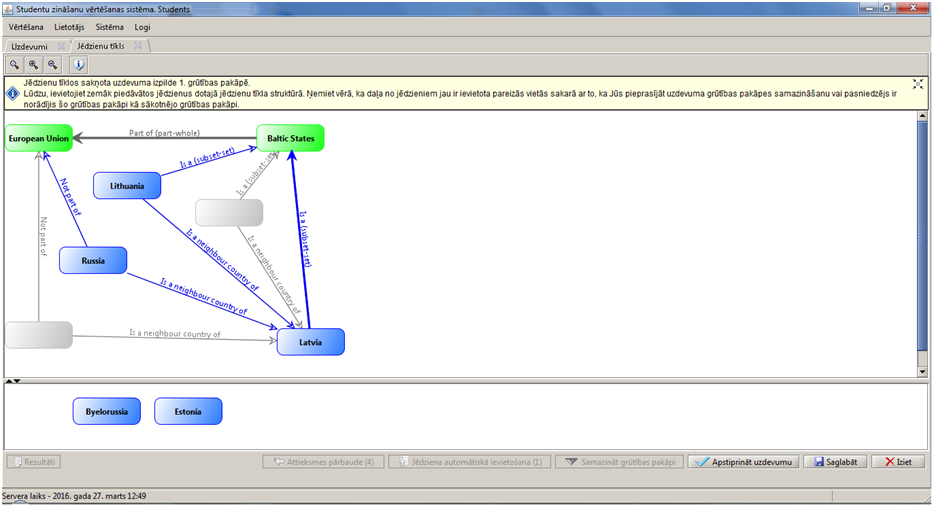 Studentu zināšanu vērtēšanas sistēma. Students
Vērtēšana Lietotājs Sistēma Logi
Uzdevumi Jēdzienu tīkls
Jēdzienu tīklos sakņota uzdevuma izpilde 1. grūtības pakāpē.
Lūdzu, ievietojiet zemāk piedāvātos jēdzienus dotajā jēdzienu tīkla struktūrā. Ņemiet vērā, ka daļa no jēdzieniem jau ir ievietota pareizās vietās sakarā ar to, ka Jūs pieprasījāt uzdevuma grūtības pakāpes samazināšanu vai pasniedzējs ir
norādījis šo grūtības pakāpi kā sākotnējo grūtības pakāpi.
European Union
Part of (part-whole)
Baltic States
Is a (subset-set)
Is a (subset-set)
Lithuania
Not part of
Not part of
Is a neighbour country of
Is a neighbour country of
Is a (subset-set)
Russia
Is a neighbour country of
Is a neighbour country of
Latvia
Byelorussia Estonia
Rezultāti Attieksmes pārbaude (4) Jēdziena automātiskā ievietošana (1) Samazināt grūtības pakāpi Apstiprināt uzdevumu Saglabāt Iziet
Servera laiks - 2016. gada 27. marts 12:49